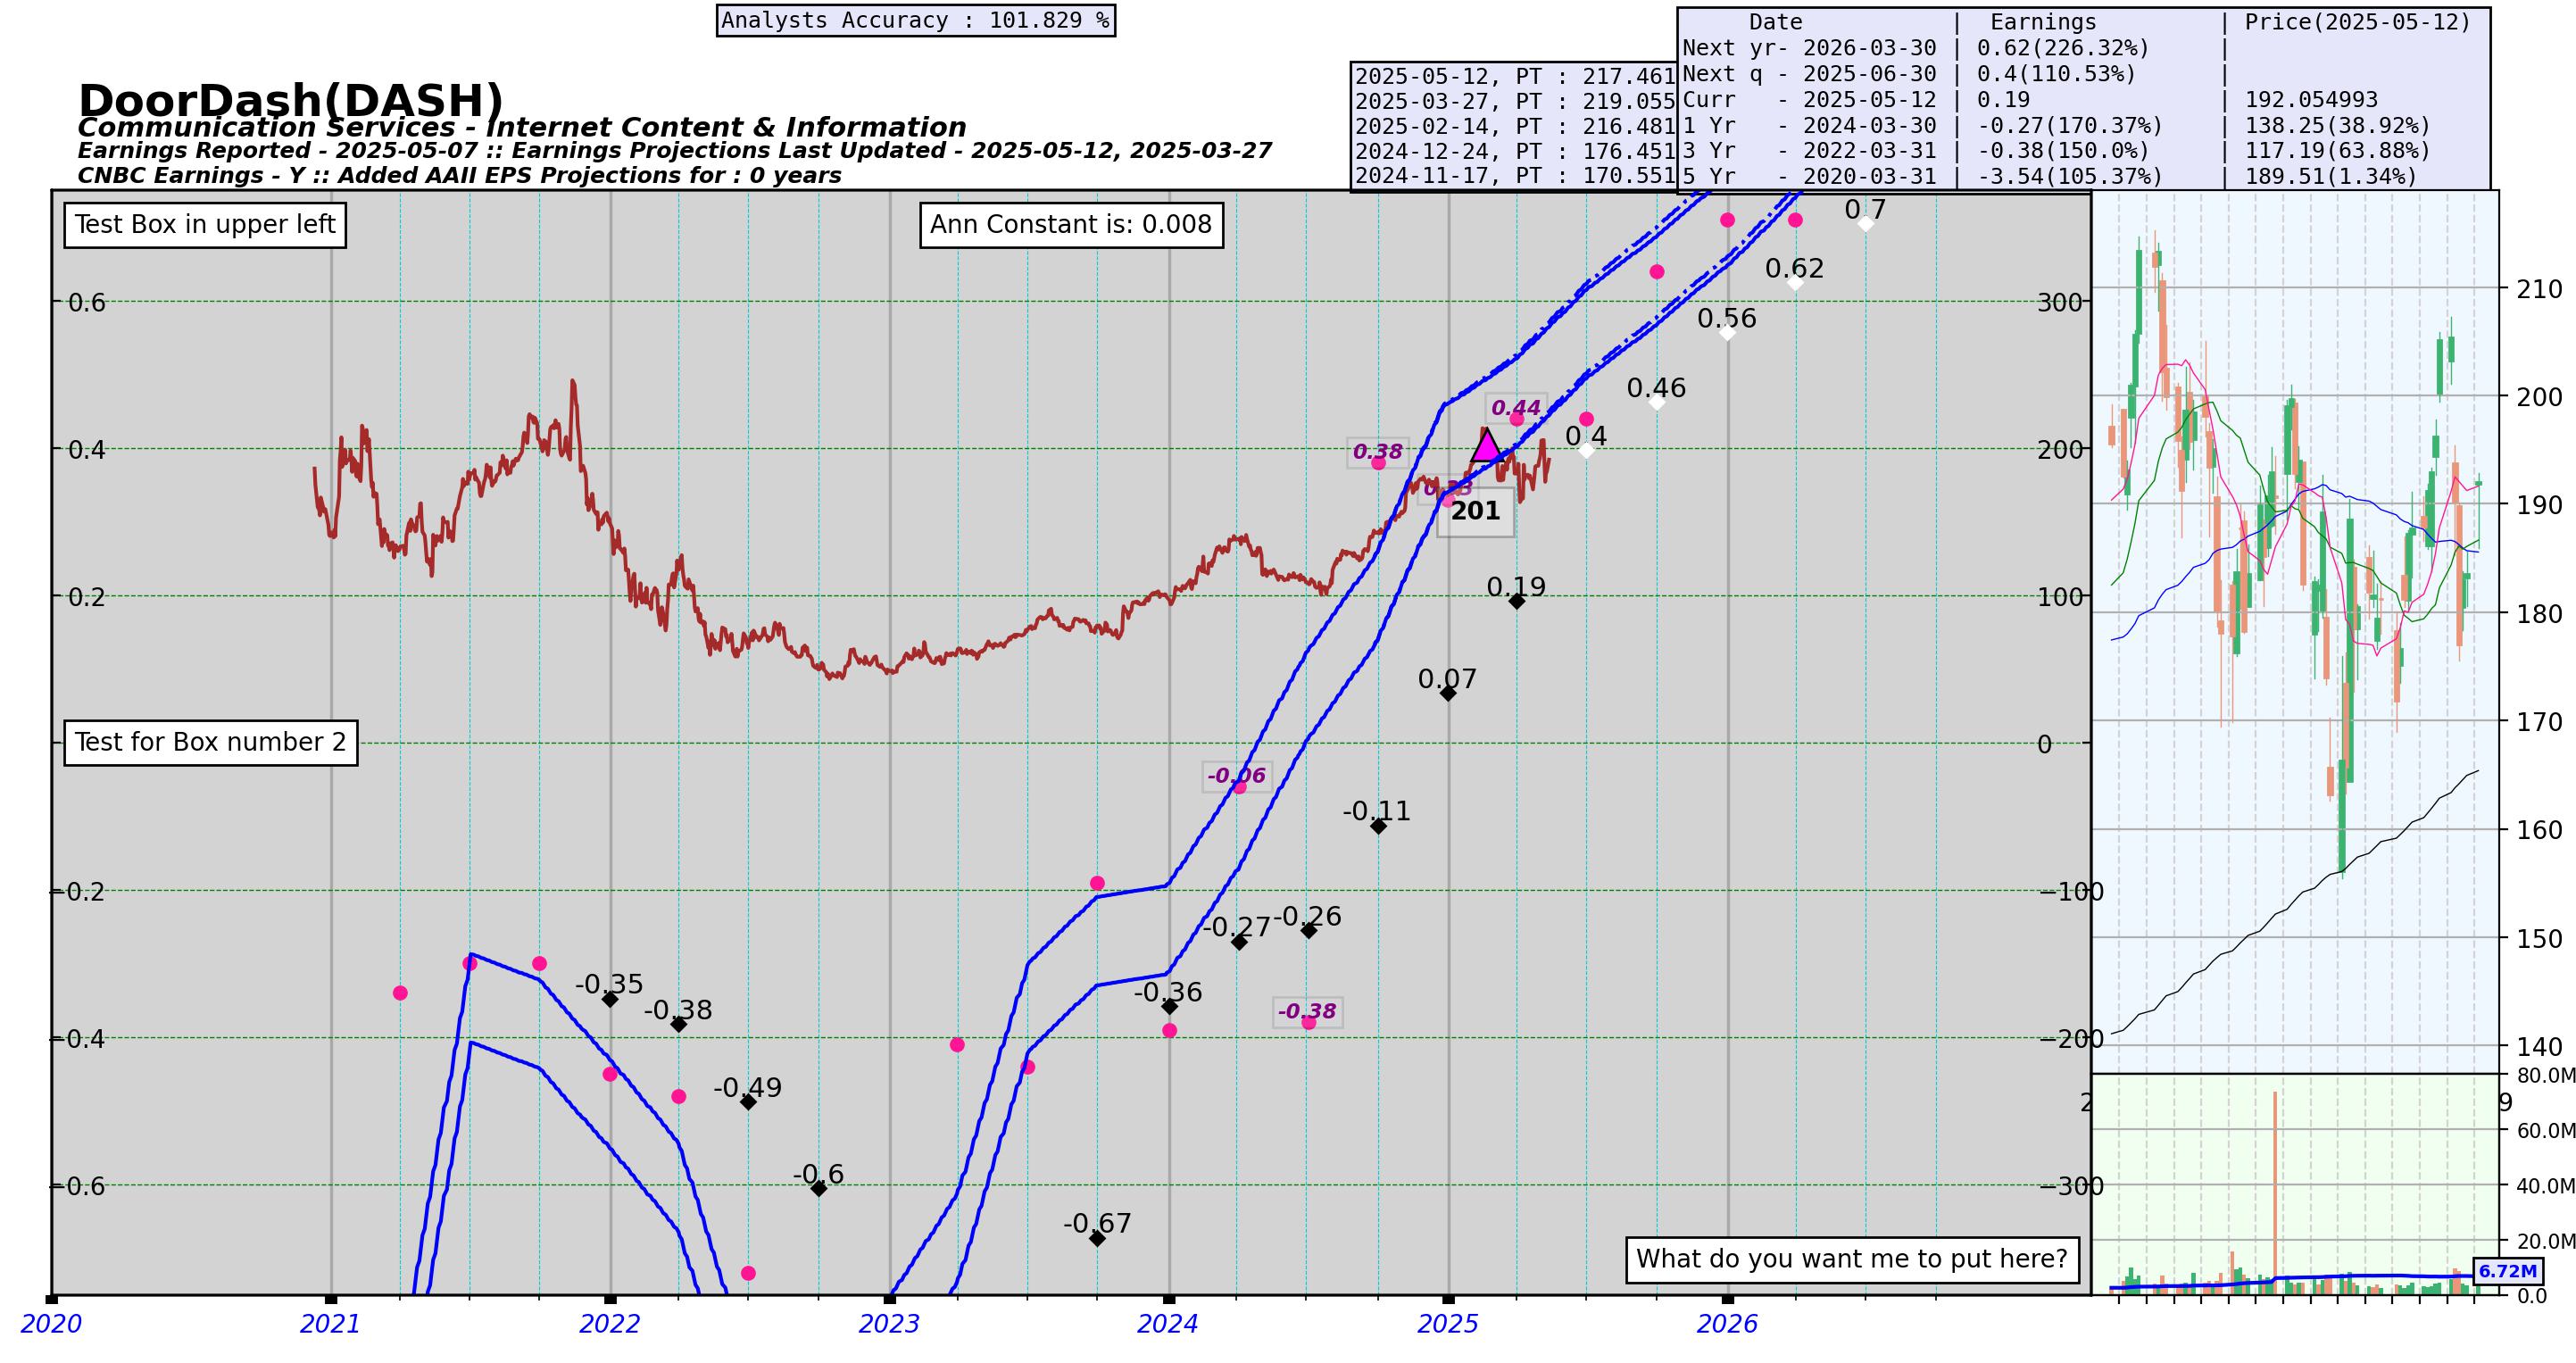 Analysts Accuracy : 101.829 %
Date | Earnings | Price(2025-05-12)
Next yr- 2026-03-30 | 0.62(226.32%) |
Next q - 2025-06-30 | 0.4(110.53%) |
Curr - 2025-05-12 | 0.19 | 192.054993
1 Yr - 2024-03-30 | -0.27(170.37%) | 138.25(38.92%)
3 Yr - 2022-03-31 | -0.38(150.0%) | 117.19(63.88%)
5 Yr - 2020-03-31 | -3.54(105.37%) | 189.51(1.34%)
2025-05-12, PT : 217.461
2025-03-27, PT : 219.055
2025-02-14, PT : 216.481
2024-12-24, PT : 176.451
2024-11-17, PT : 170.551
DoorDash(DASH)
Communication Services - Internet Content & Information
Earnings Reported - 2025-05-07 :: Earnings Projections Last Updated - 2025-05-12, 2025-03-27
CNBC Earnings - Y :: Added AAII EPS Projections for : 0 years
Test Box in upper left
Ann Constant is: 0.008
0.7
0.62
0.56
0.46
0.4
0.44
0.38
0.33
201
0.19
0.07
-0.06
-0.11
-0.27
-0.26
-0.35
-0.38
-0.36
-0.38
-0.49
-0.6
-0.67
0.6
0.4
0.2
Test for Box number 2
−0.2
−0.4
−0.6
300
200
100
0
−100
−200
−300
What do you want me to put here?
2020
2021
2022
2023
2024
2025
2026
210
200
190
180
170
160
150
140
80.0M
60.0M
40.0M
20.0M
6.72M
0.0
2
9